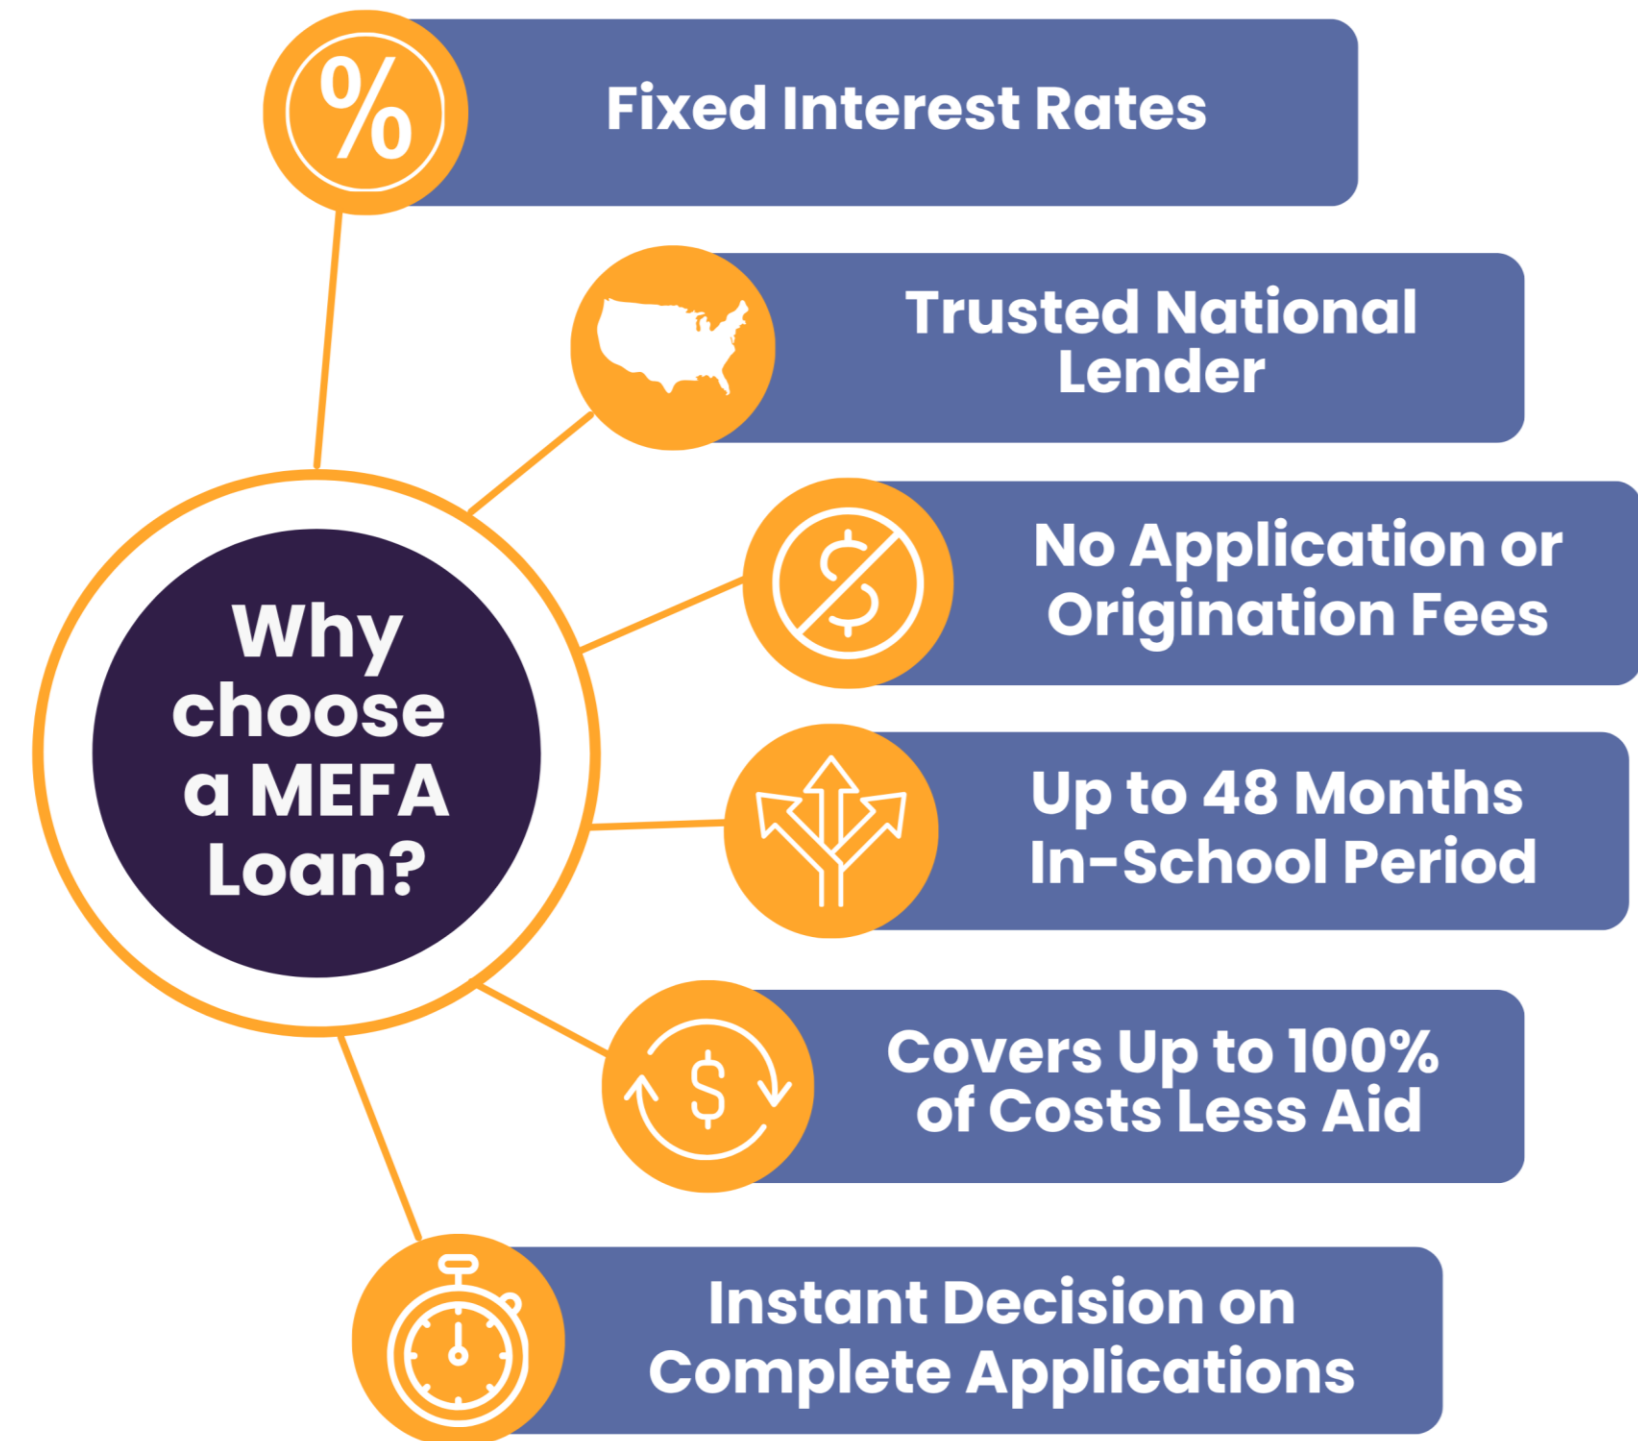 %
Fixed Interest Rates
Trusted National
Lender
$
No Application or
Origination Fees
Why
choose
a MEFA
Loan?
Up to 48 Months
In-School Period
$
Covers Up to 100%
of Costs Less Aid
Instant Decision on
Complete Applications